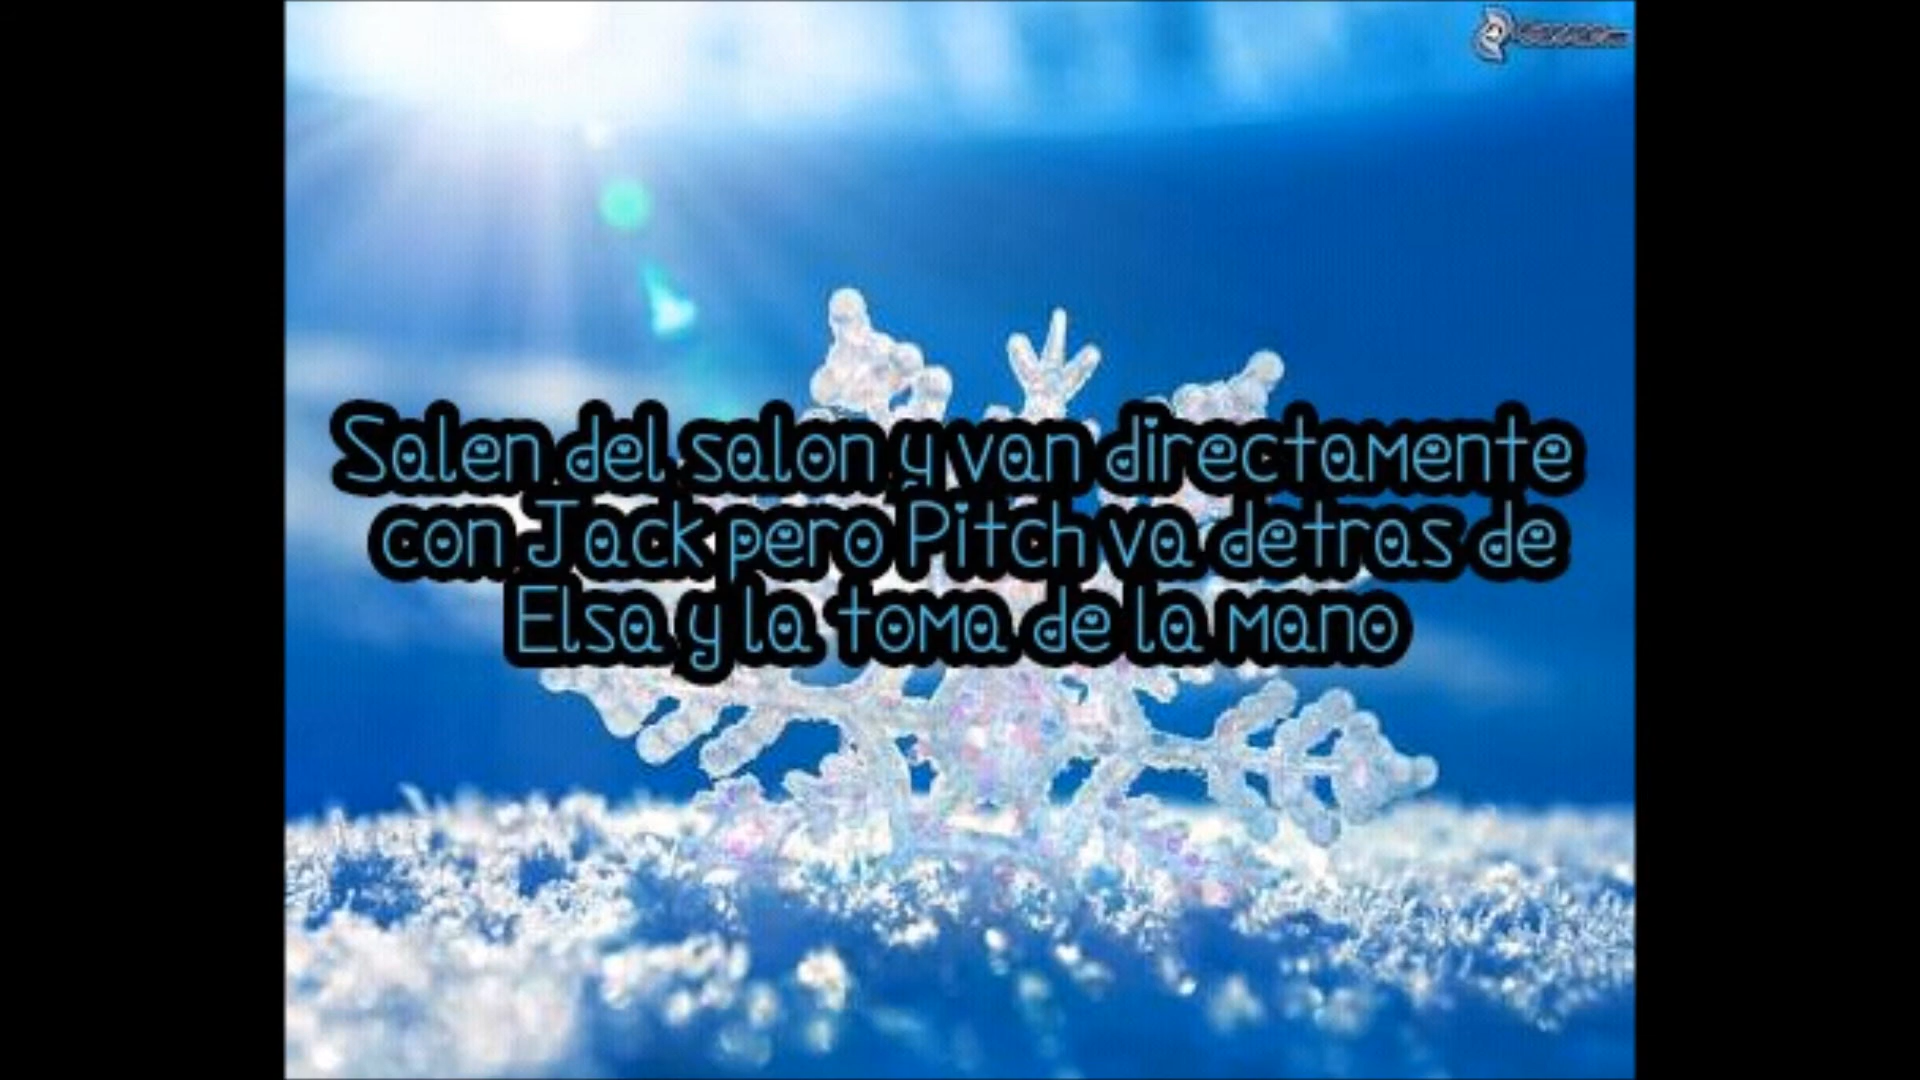 Salen del salon y van directamente
con Jack pero Pitch va detras de
Elsa y la toma de la mano